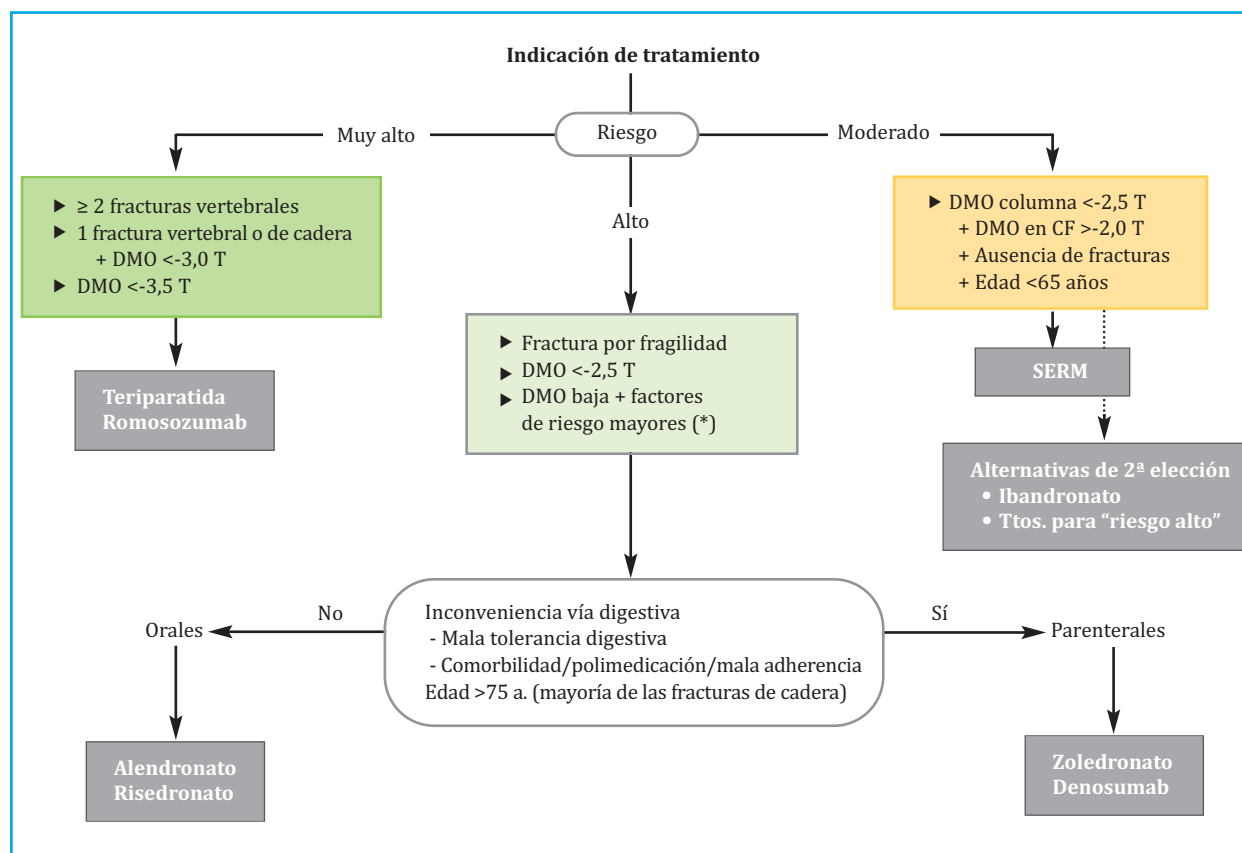 Indicación de tratamiento
Riesgo
Muy alto
Moderado
Alto
▶ ≥ 2 fracturas vertebrales
▶ 1 fractura vertebral o de cadera
+ DMO <-3,0 T
▶ DMO <-3,5 T
Teriparatida
Romosozumab
▶ Fractura por fragilidad
▶ DMO <-2,5 T
▶ DMO baja + factores
de riesgo mayores (*)
▶ DMO columna <-2,5 T
+ DMO en CF >-2,0 T
+ Ausencia de fracturas
+ Edad <65 años
SERM
Alternativas de 2ª elección
• Ibandronato
• Ttos. para “riesgo alto”
Inconveniencia vía digestiva
- Mala tolerancia digestiva
- Comorbilidad/polimedicación/mala adherencia
Edad >75 a. (mayoría de las fracturas de cadera)
No
Orales
Alendronato
Risedronato
Sí
Parenterales
Zoledronato
Denosumab